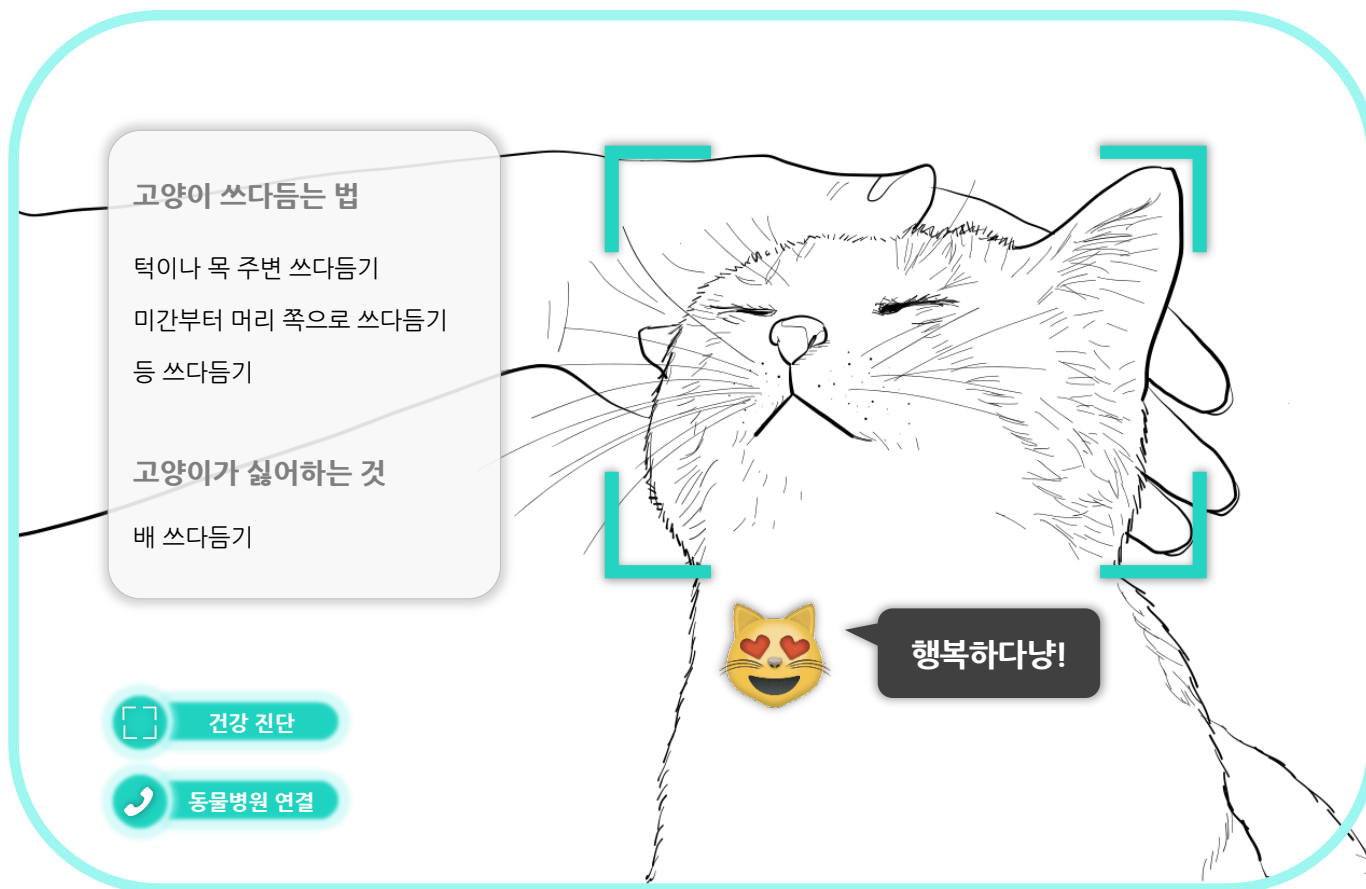 고양이 쓰다듬는 법
턱이나 목 주변 쓰다듬기
미간부터 머리 쪽으로 쓰다듬기
등 쓰다듬기
고양이가 싫어하는 것
배 쓰다듬기
행복하다냥!
건강 진단
동물병원 연결